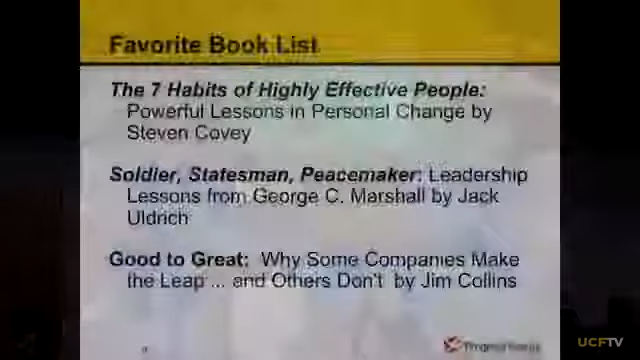 Favorite Book List
The 7 Habits of Highly Effective People:
Powerful Lessons in Personal Change by
Steven Covey
Soldier, Statesman, Peacemaker: Leadership
Lessons from George C. Marshall by Jack
Uldrich
Good to Great: Why Some Companies Make
the Leap ... and Others Don't by Jim Collins
UCFTV